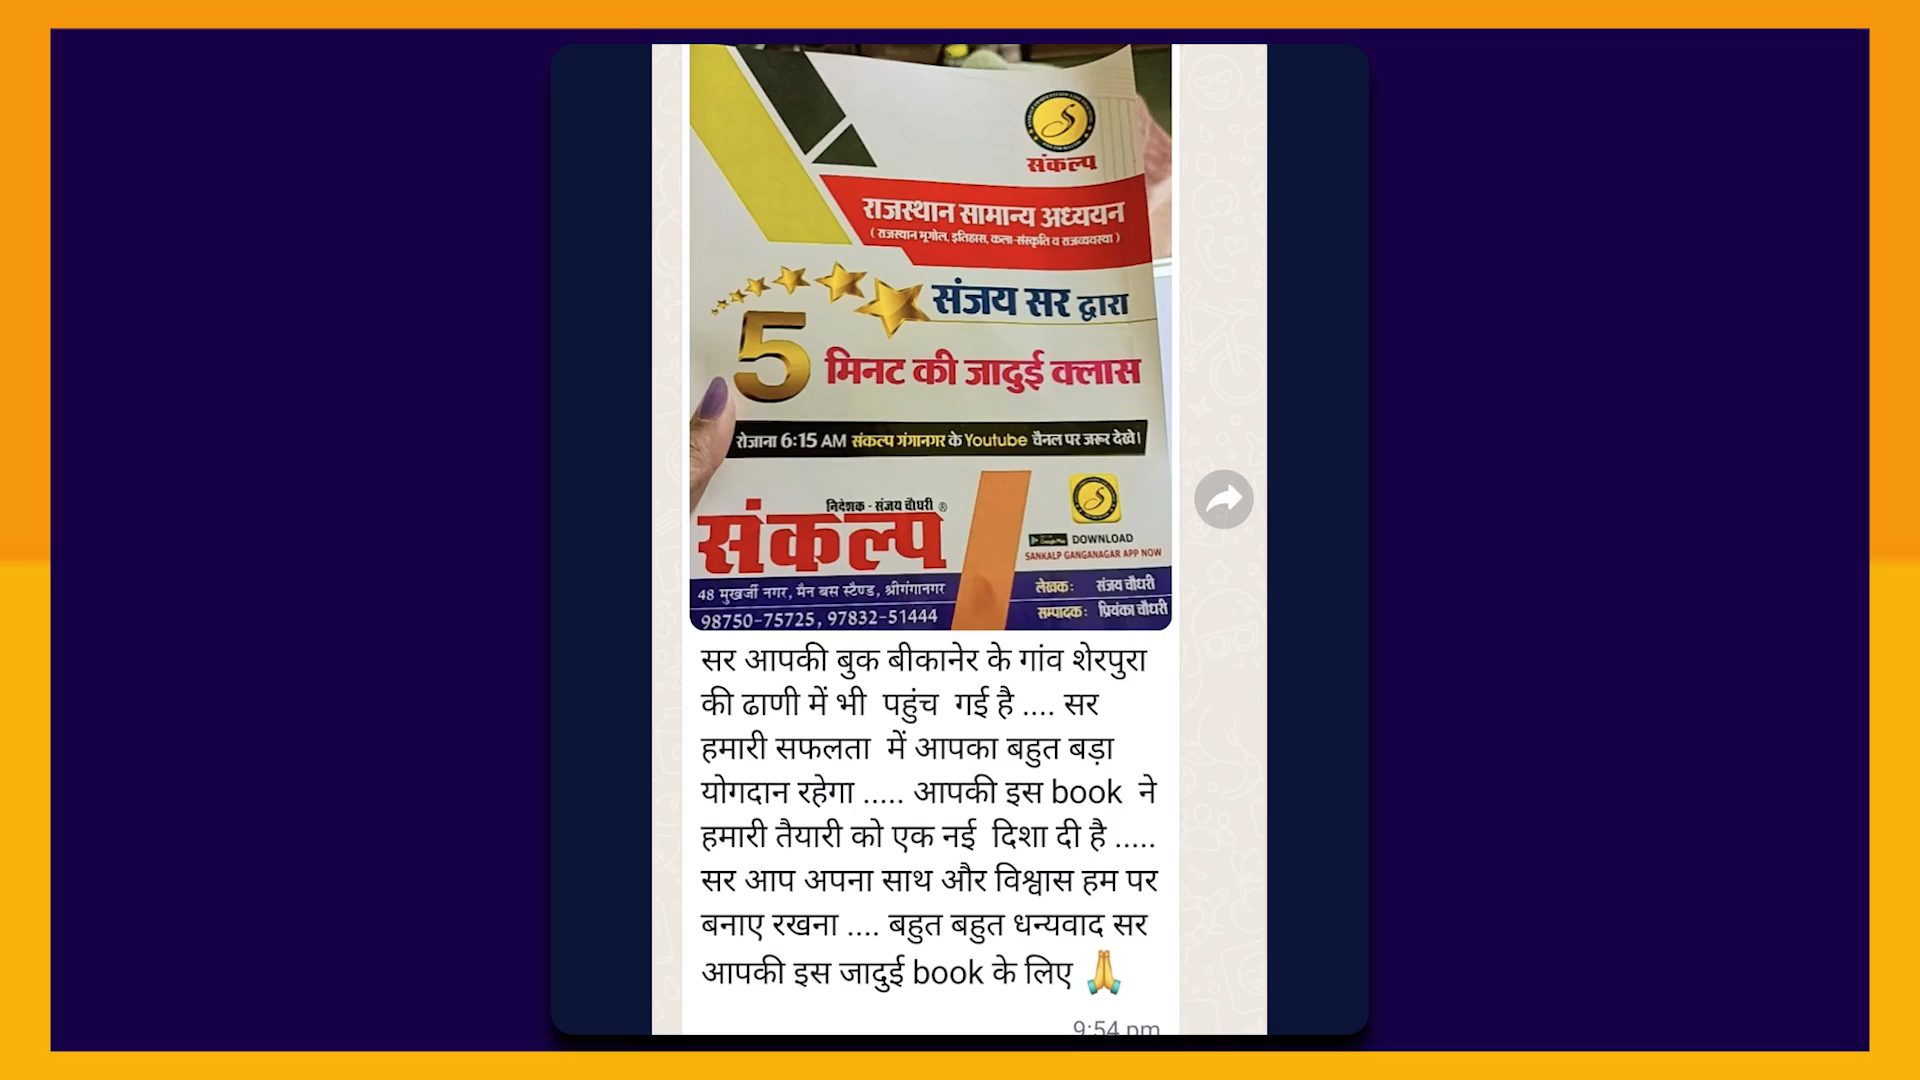 संकल्प
राजस्थान सामान्य अध्ययन
( राजस्थान भूगोल, इतिहास, कला-संस्कृति व राजव्यवस्था )
संजय सर द्वारा
5 मिनट की जादुई क्लास
रोजाना 6:15 AM संकल्प गंगानगर के Youtube चैनल पर जरूर देखे।
निदेशक - संजय चौधरी ®
संकल्प
DOWNLOAD
SANKALP GANGANAGAR APP NOW
48 मुखर्जी नगर, मैन बस स्टैण्ड, श्रीगंगानगर
98750-75725, 97832-51444
लेखक: संजय चौधरी
सम्पादक: प्रियंका चौधरी
सर आपकी बुक बीकानेर के गांव शेरपुरा
की ढाणी में भी पहुंच गई है .... सर
हमारी सफलता में आपका बहुत बड़ा
योगदान रहेगा ..... आपकी इस book ने
हमारी तैयारी को एक नई दिशा दी है .....
सर आप अपना साथ और विश्वास हम पर
बनाए रखना .... बहुत बहुत धन्यवाद सर
आपकी इस जादुई book के लिए 🙏
9:54 pm